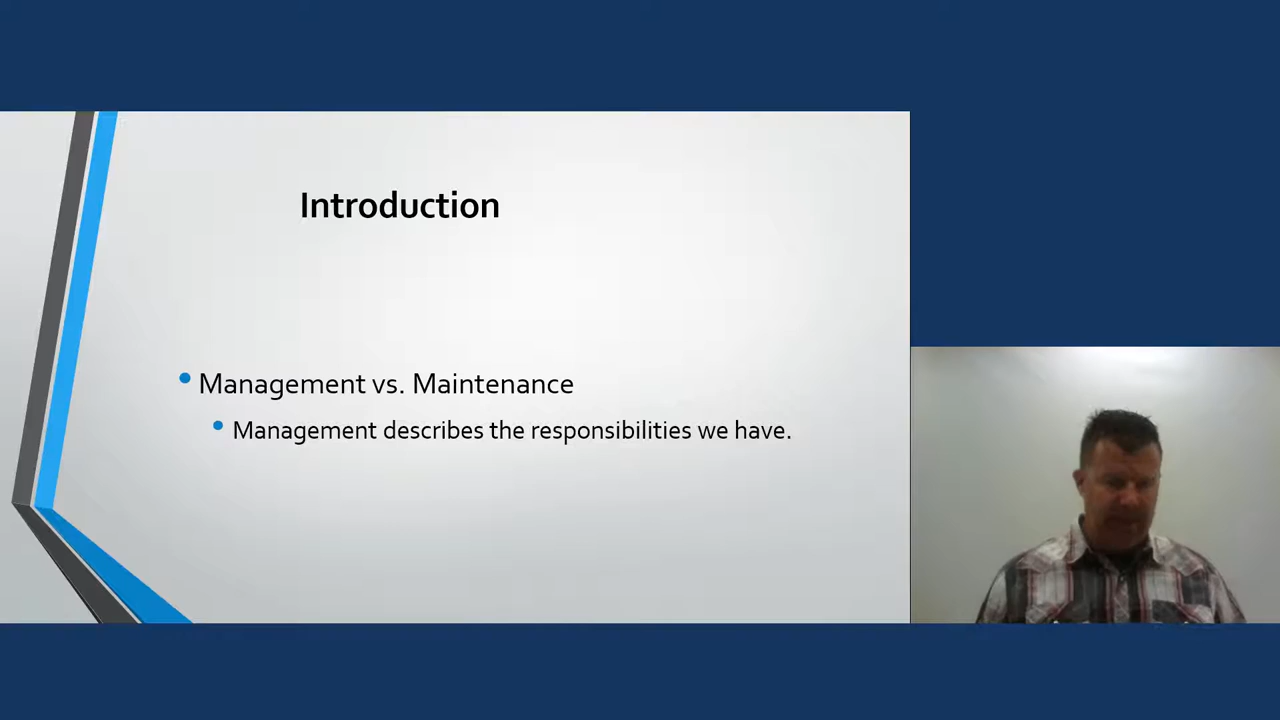 Introduction
Management vs. Maintenance
Management describes the responsibilities we have.